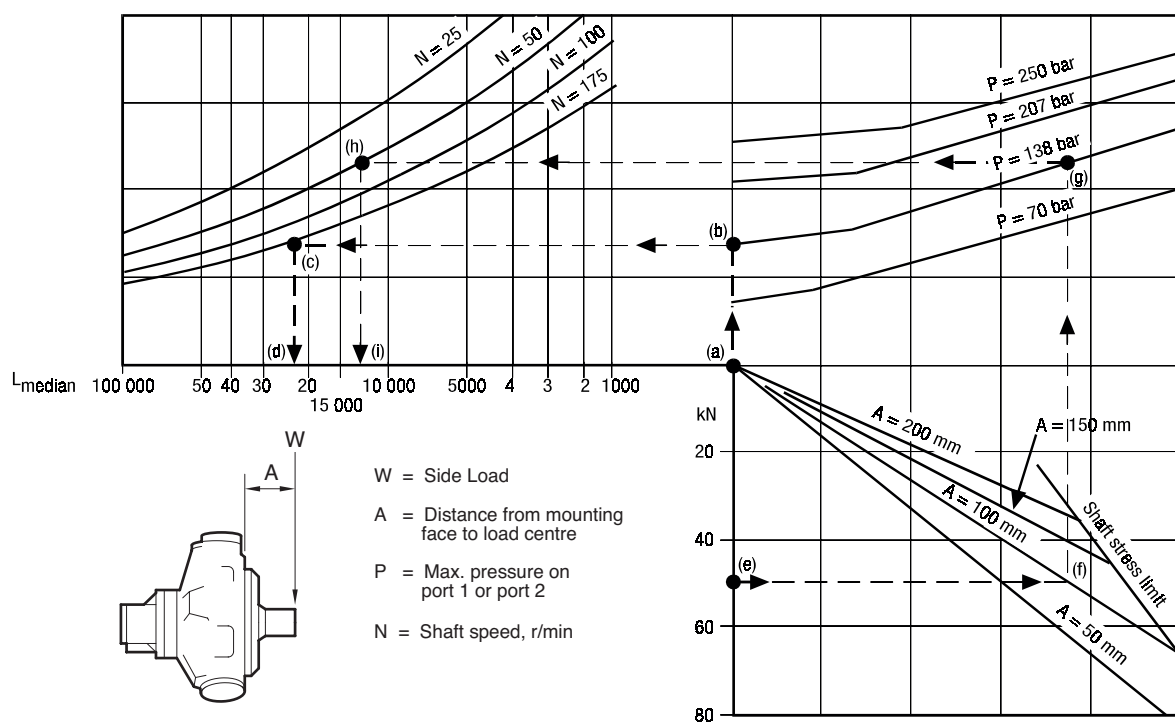 N = 25
N = 50
N = 100
N = 175
P = 250 bar
P = 207 bar
P = 138 bar
P = 70 bar
(h)
(g)
(b)
(c)
(d)
(i)
(a)
Lmedian 100 000 50 40 30 20 10 000 5000 4 3 2 1000
15 000
kN
20
40
60
80
A = 200 mm
A = 150 mm
A = 100 mm
A = 50 mm
Shaft stress limit
(e)
(f)
W
A
W = Side Load
A = Distance from mounting
face to load centre
P = Max. pressure on
port 1 or port 2
N = Shaft speed, r/min